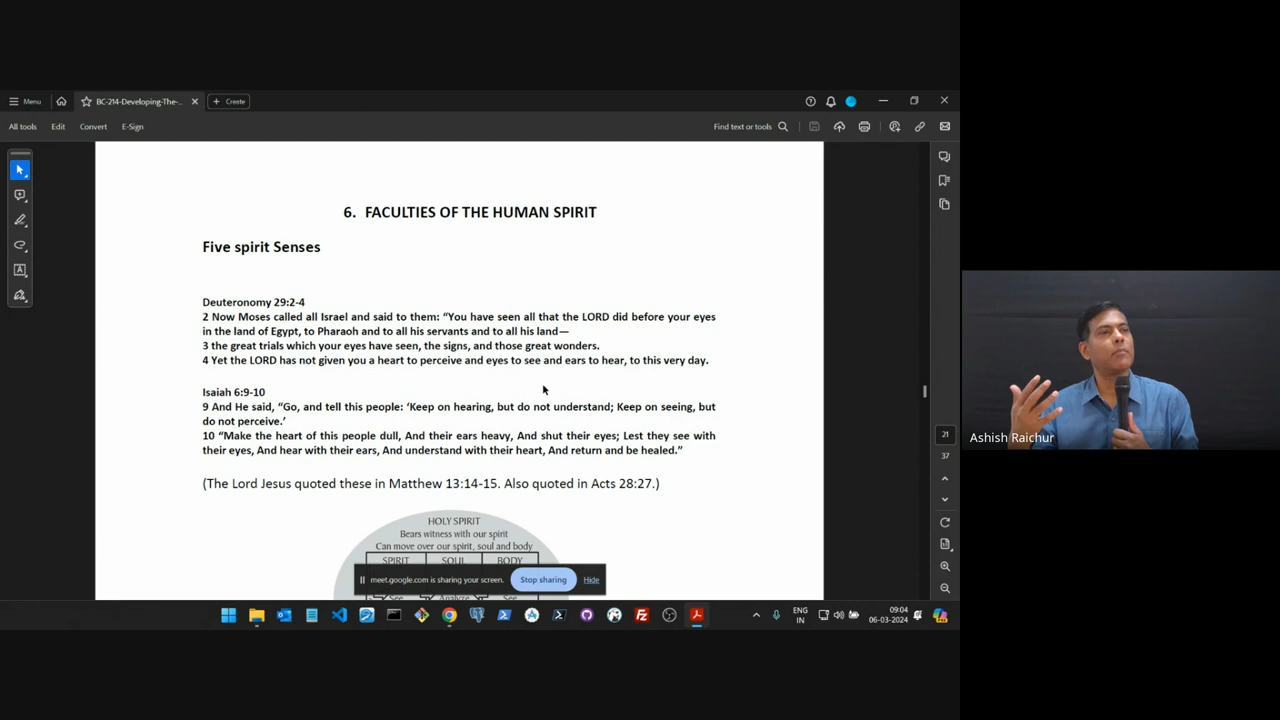 Menu
BC-214-Developing-The-...
Create
All tools
Edit
Convert
E-Sign
Find text or tools
6. FACULTIES OF THE HUMAN SPIRIT
Five spirit Senses
Deuteronomy 29:2-4
2 Now Moses called all Israel and said to them: “You have seen all that the LORD did before your eyes
in the land of Egypt, to Pharaoh and to all his servants and to all his land—
3 the great trials which your eyes have seen, the signs, and those great wonders.
4 Yet the LORD has not given you a heart to perceive and eyes to see and ears to hear, to this very day.
Isaiah 6:9-10
9 And He said, “Go, and tell this people: ‘Keep on hearing, but do not understand; Keep on seeing, but
do not perceive.’
10 “Make the heart of this people dull, And their ears heavy, And shut their eyes; Lest they see with
their eyes, And hear with their ears, And understand with their heart, And return and be healed.”
(The Lord Jesus quoted these in Matthew 13:14-15. Also quoted in Acts 28:27.)
HOLY SPIRIT
Bears witness with our spirit
Can move over our spirit, soul and body
SPIRIT SOUL BODY
See Analyze See
meet.google.com is sharing your screen.
Stop sharing
Hide
21
37
ENG
IN
09:04
06-03-2024
Ashish Raichur